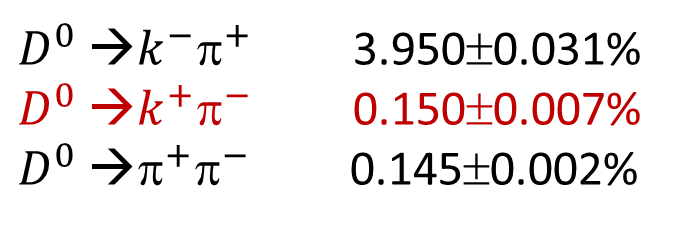 D⁰ → k⁻π⁺ 3.950±0.031%
D⁰ → k⁺π⁻ 0.150±0.007%
D⁰ → π⁺π⁻ 0.145±0.002%